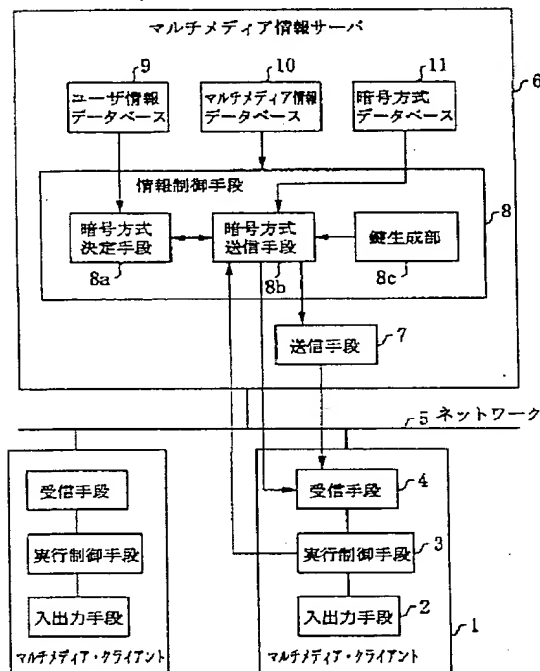 マルチメディア情報サーバ
9
10
11
6
ユーザ情報
データベース
マルチメディア情報
データベース
暗号方式
データベース
情報制御手段
8
暗号方式
決定手段
暗号方式
送信手段
鍵生成部
8a
8b
8c
送信手段
7
5 ネットワーク
受信手段
受信手段
4
実行制御手段
実行制御手段
3
入出力手段
入出力手段
2
1
マルチメディア・クライアント
マルチメディア・クライアント